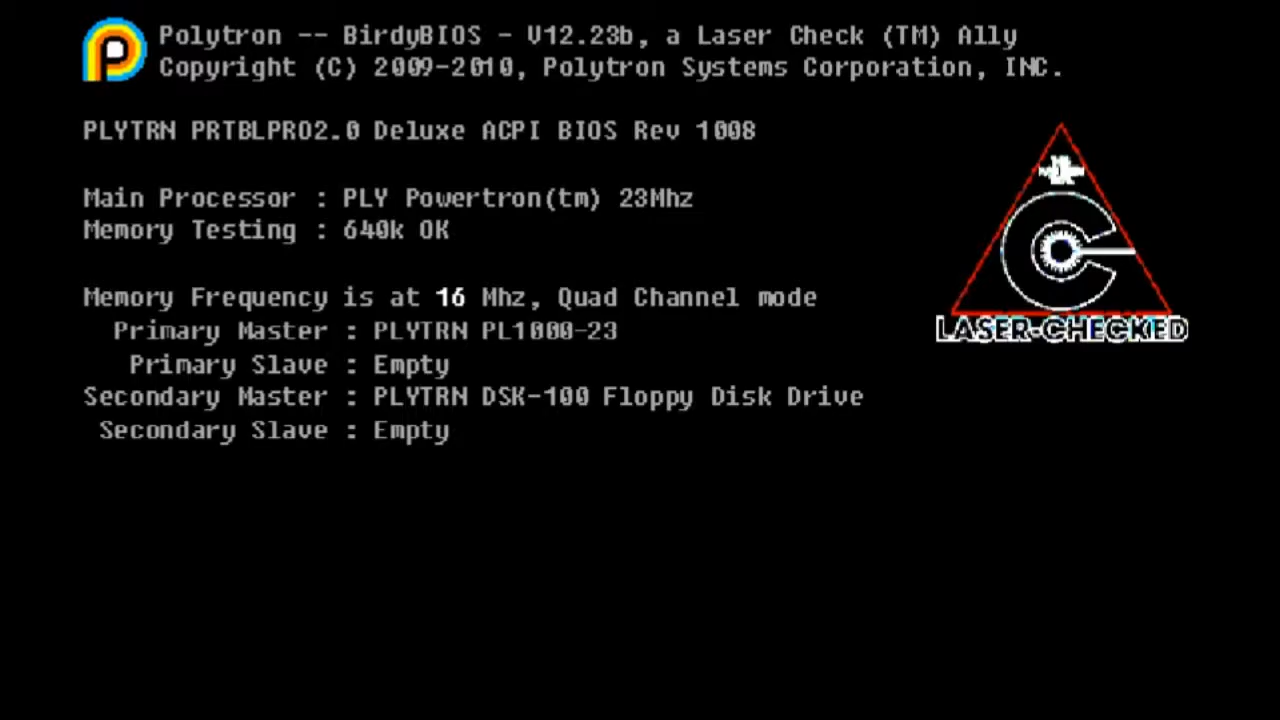 Polytron -- BirdyBIOS - V12.23b, a Laser Check (TM) Ally
Copyright (C) 2009-2010, Polytron Systems Corporation, INC.
PLYTRN PRTBLPRO2.0 Deluxe ACPI BIOS Rev 1008
Main Processor : PLY Powertron(tm) 23Mhz
Memory Testing : 640k OK
Memory Frequency is at 16 Mhz, Quad Channel mode
Primary Master : PLYTRN PL1000-23
Primary Slave : Empty
Secondary Master : PLYTRN DSK-100 Floppy Disk Drive
Secondary Slave : Empty
LASER-CHECKED